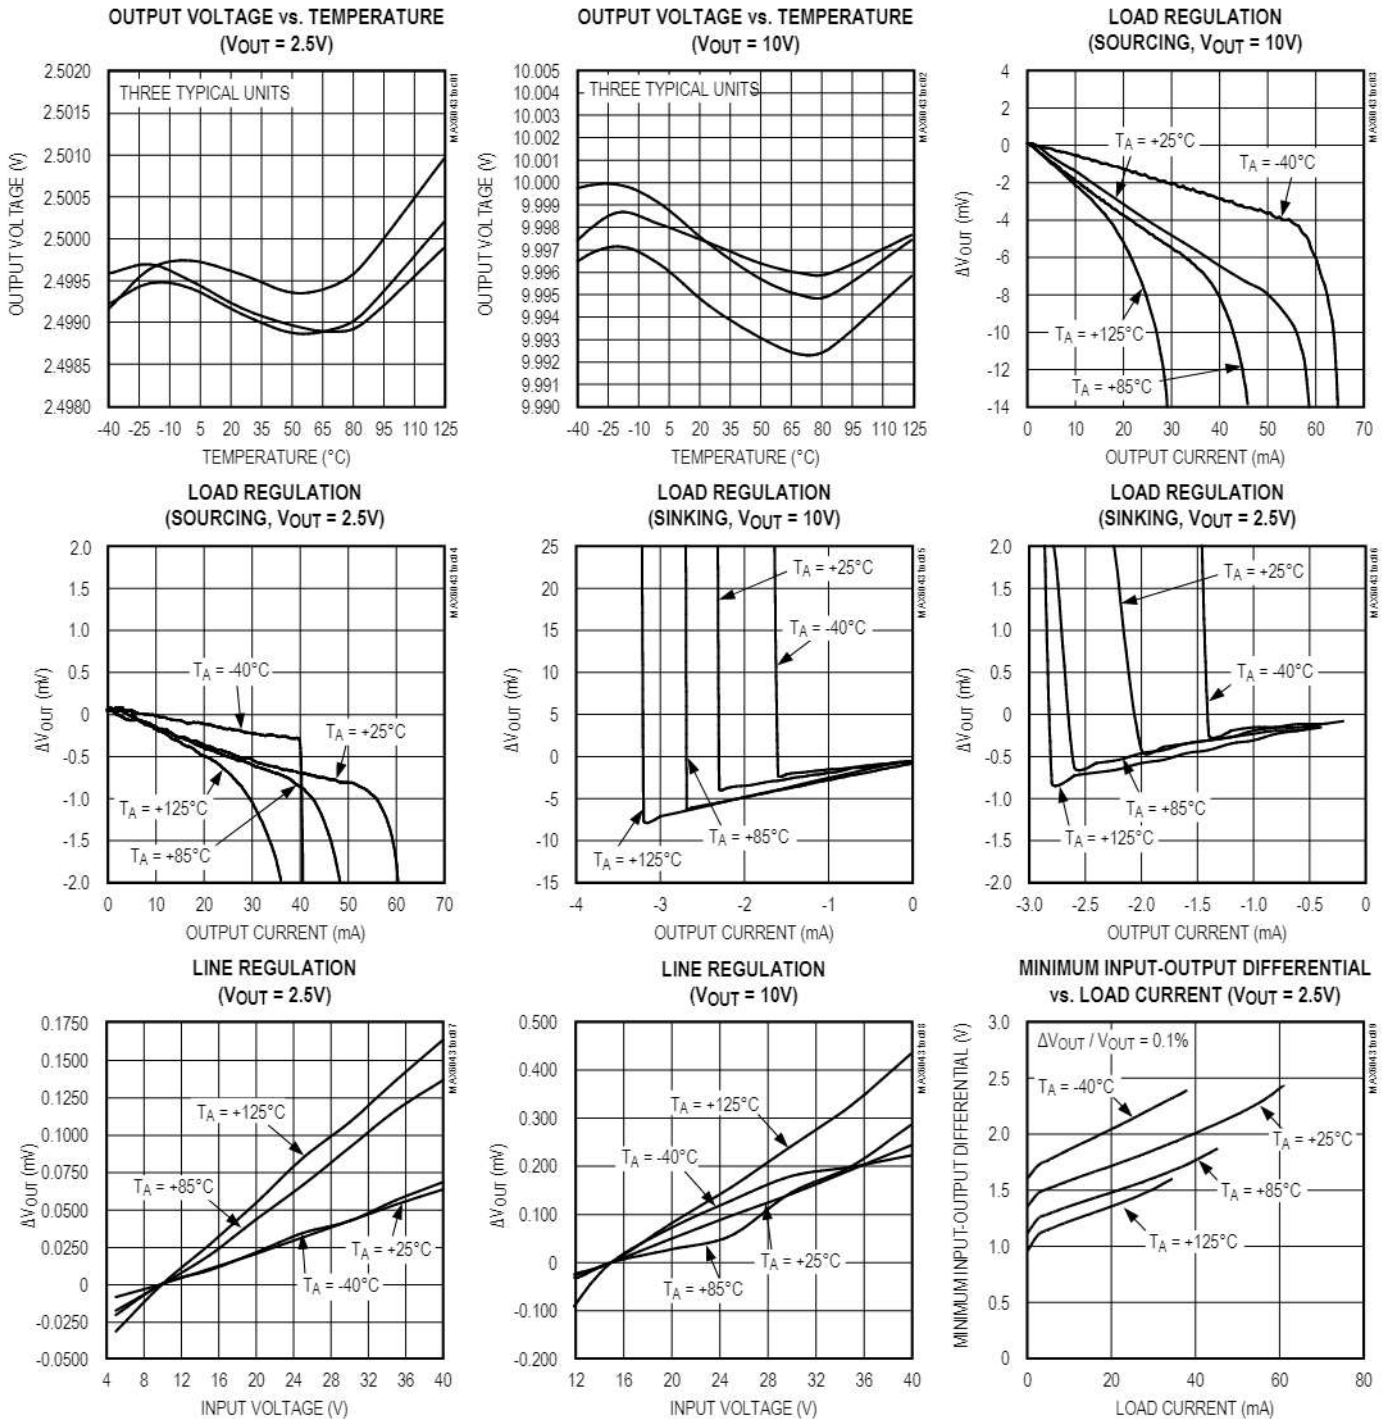 OUTPUT VOLTAGE vs. TEMPERATURE
(VOUT = 2.5V)
MAX6043 toc01
THREE TYPICAL UNITS
OUTPUT VOLTAGE (V)
2.5020
2.5015
2.5010
2.5005
2.5000
2.4995
2.4990
2.4985
2.4980
-40 -25 -10 5 20 35 50 65 80 95 110 125
TEMPERATURE (°C)
OUTPUT VOLTAGE vs. TEMPERATURE
(VOUT = 10V)
MAX6043 toc02
THREE TYPICAL UNITS
OUTPUT VOLTAGE (V)
10.005
10.004
10.003
10.002
10.001
10.000
9.999
9.998
9.997
9.996
9.995
9.994
9.993
9.992
9.991
9.990
-40 -25 -10 5 20 35 50 65 80 95 110 125
TEMPERATURE (°C)
LOAD REGULATION
(SOURCING, VOUT = 10V)
MAX6043 toc03
ΔVOUT (mV)
4
2
0
-2
-4
-6
-8
-10
-12
-14
TA = +25°C
TA = -40°C
TA = +125°C
TA = +85°C
0 10 20 30 40 50 60 70
OUTPUT CURRENT (mA)
LOAD REGULATION
(SOURCING, VOUT = 2.5V)
MAX6043 toc04
ΔVOUT (mV)
2.0
1.5
1.0
0.5
0
-0.5
-1.0
-1.5
-2.0
TA = -40°C
TA = +25°C
TA = +125°C
TA = +85°C
0 10 20 30 40 50 60 70
OUTPUT CURRENT (mA)
LOAD REGULATION
(SINKING, VOUT = 10V)
MAX6043 toc05
ΔVOUT (mV)
25
20
15
10
5
0
-5
-10
-15
TA = +25°C
TA = -40°C
TA = +85°C
TA = +125°C
-4 -3 -2 -1 0
OUTPUT CURRENT (mA)
LOAD REGULATION
(SINKING, VOUT = 2.5V)
MAX6043 toc06
ΔVOUT (mV)
2.0
1.5
1.0
0.5
0
-0.5
-1.0
-1.5
-2.0
TA = +25°C
TA = -40°C
TA = +85°C
TA = +125°C
-3.0 -2.5 -2.0 -1.5 -1.0 -0.5 0
OUTPUT CURRENT (mA)
LINE REGULATION
(VOUT = 2.5V)
MAX6043 toc07
ΔVOUT (mV)
0.1750
0.1500
0.1250
0.1000
0.0750
0.0500
0.0250
0
-0.0250
-0.0500
TA = +125°C
TA = +85°C
TA = +25°C
TA = -40°C
4 8 12 16 20 24 28 32 36 40
INPUT VOLTAGE (V)
LINE REGULATION
(VOUT = 10V)
MAX6043 toc08
ΔVOUT (mV)
0.500
0.400
0.300
0.200
0.100
0
-0.100
-0.200
TA = +125°C
TA = -40°C
TA = +25°C
TA = +85°C
12 16 20 24 28 32 36 40
INPUT VOLTAGE (V)
MINIMUM INPUT-OUTPUT DIFFERENTIAL
vs. LOAD CURRENT (VOUT = 2.5V)
MAX6043 toc09
MINIMUM INPUT-OUTPUT DIFFERENTIAL (V)
3.0
2.5
2.0
1.5
1.0
0.5
0
ΔVOUT / VOUT = 0.1%
TA = -40°C
TA = +25°C
TA = +85°C
TA = +125°C
0 20 40 60 80
LOAD CURRENT (mA)